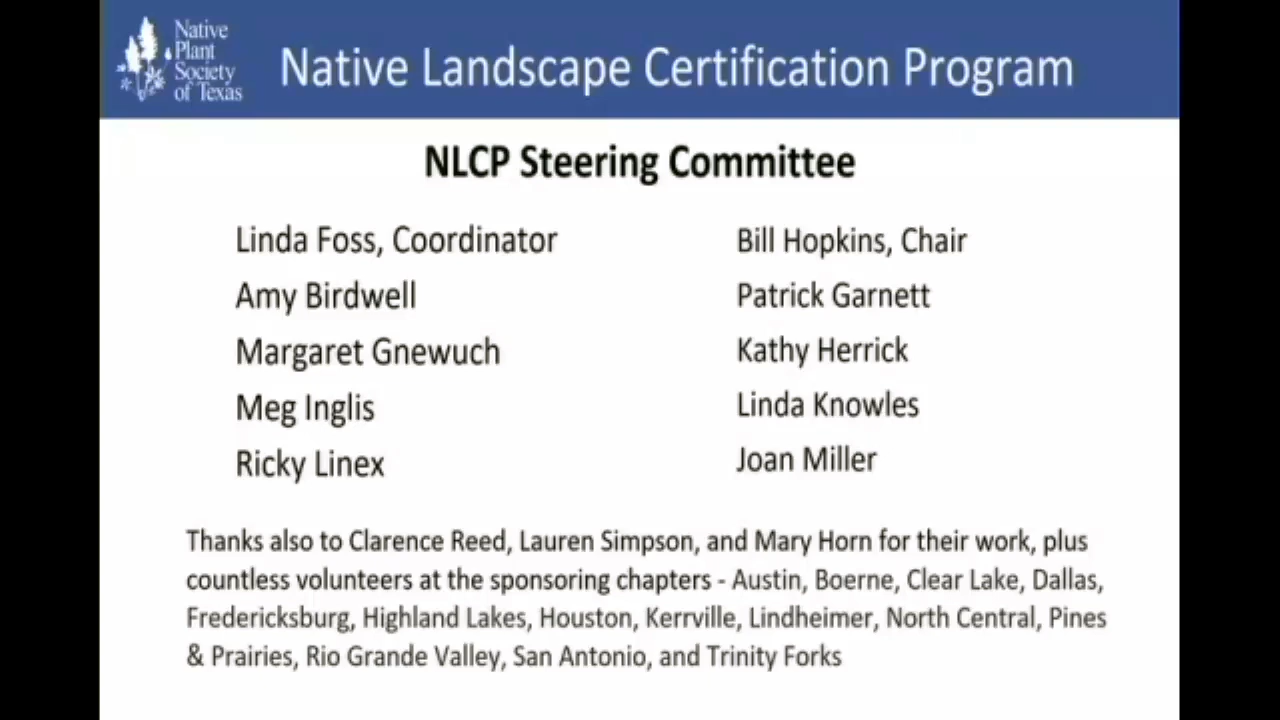 Native
Plant
Society
of Texas
Native Landscape Certification Program
NLCP Steering Committee
Linda Foss, Coordinator
Amy Birdwell
Margaret Gnewuch
Meg Inglis
Ricky Linex
Bill Hopkins, Chair
Patrick Garnett
Kathy Herrick
Linda Knowles
Joan Miller
Thanks also to Clarence Reed, Lauren Simpson, and Mary Horn for their work, plus
countless volunteers at the sponsoring chapters - Austin, Boerne, Clear Lake, Dallas,
Fredericksburg, Highland Lakes, Houston, Kerrville, Lindheimer, North Central, Pines
& Prairies, Rio Grande Valley, San Antonio, and Trinity Forks